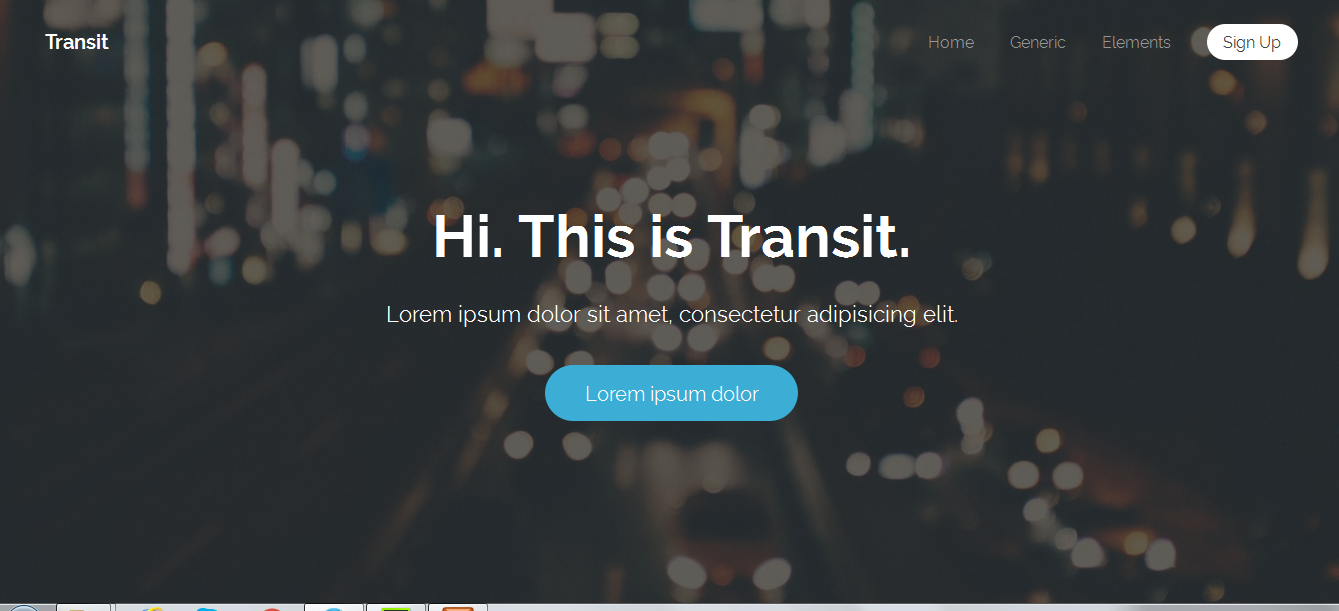 Transit
Home Generic Elements Sign Up
Hi. This is Transit.
Lorem ipsum dolor sit amet, consectetur adipisicing elit.
Lorem ipsum dolor